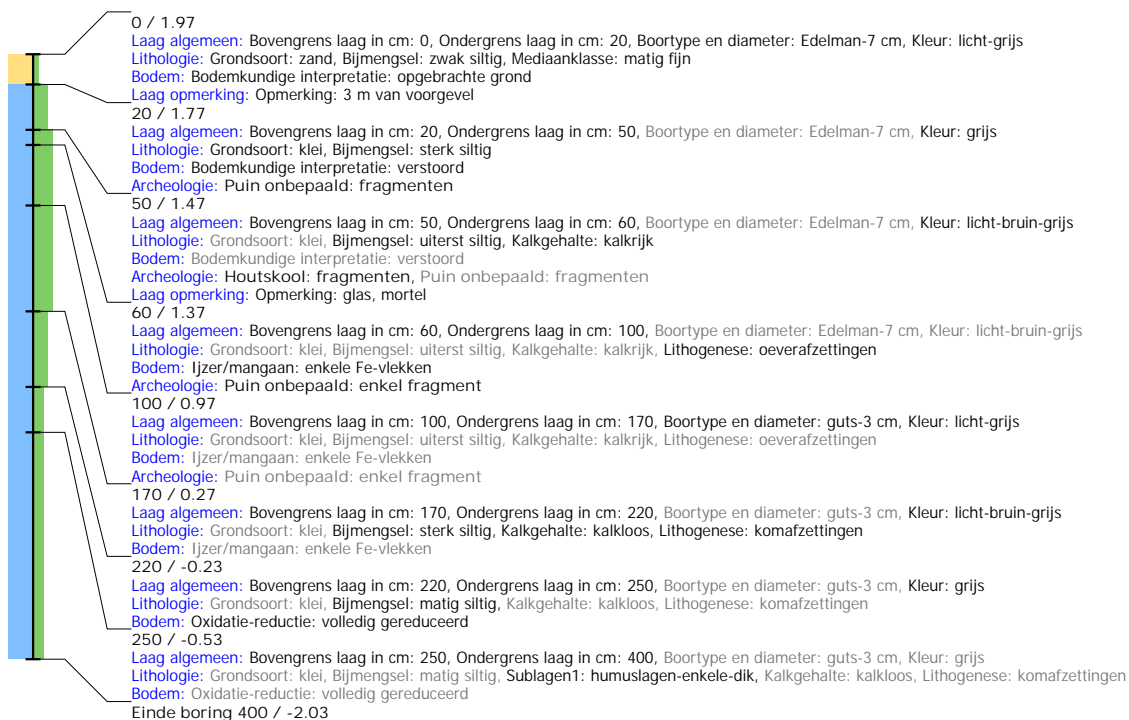 0 / 1.97
Laag algemeen: Bovengrens laag in cm: 0, Ondergrens laag in cm: 20, Boortype en diameter: Edelman-7 cm, Kleur: licht-grijs
Lithologie: Grondsoort: zand, Bijmengsel: zwak siltig, Mediaanklasse: matig fijn
Bodem: Bodemkundige interpretatie: opgebrachte grond
Laag opmerking: Opmerking: 3 m van voorgevel
20 / 1.77
Laag algemeen: Bovengrens laag in cm: 20, Ondergrens laag in cm: 50, Boortype en diameter: Edelman-7 cm, Kleur: grijs
Lithologie: Grondsoort: klei, Bijmengsel: sterk siltig
Bodem: Bodemkundige interpretatie: verstoord
Archeologie: Puin onbepaald: fragmenten
50 / 1.47
Laag algemeen: Bovengrens laag in cm: 50, Ondergrens laag in cm: 60, Boortype en diameter: Edelman-7 cm, Kleur: licht-bruin-grijs
Lithologie: Grondsoort: klei, Bijmengsel: uiterst siltig, Kalkgehalte: kalkrijk
Bodem: Bodemkundige interpretatie: verstoord
Archeologie: Houtskool: fragmenten, Puin onbepaald: fragmenten
Laag opmerking: Opmerking: glas, mortel
60 / 1.37
Laag algemeen: Bovengrens laag in cm: 60, Ondergrens laag in cm: 100, Boortype en diameter: Edelman-7 cm, Kleur: licht-bruin-grijs
Lithologie: Grondsoort: klei, Bijmengsel: uiterst siltig, Kalkgehalte: kalkrijk, Lithogenese: oeverafzettingen
Bodem: Ijzer/mangaan: enkele Fe-vlekken
Archeologie: Puin onbepaald: enkel fragment
100 / 0.97
Laag algemeen: Bovengrens laag in cm: 100, Ondergrens laag in cm: 170, Boortype en diameter: guts-3 cm, Kleur: licht-grijs
Lithologie: Grondsoort: klei, Bijmengsel: uiterst siltig, Kalkgehalte: kalkrijk, Lithogenese: oeverafzettingen
Bodem: Ijzer/mangaan: enkele Fe-vlekken
Archeologie: Puin onbepaald: enkel fragment
170 / 0.27
Laag algemeen: Bovengrens laag in cm: 170, Ondergrens laag in cm: 220, Boortype en diameter: guts-3 cm, Kleur: licht-bruin-grijs
Lithologie: Grondsoort: klei, Bijmengsel: sterk siltig, Kalkgehalte: kalkloos, Lithogenese: komafzettingen
Bodem: Ijzer/mangaan: enkele Fe-vlekken
220 / -0.23
Laag algemeen: Bovengrens laag in cm: 220, Ondergrens laag in cm: 250, Boortype en diameter: guts-3 cm, Kleur: grijs
Lithologie: Grondsoort: klei, Bijmengsel: matig siltig, Kalkgehalte: kalkloos, Lithogenese: komafzettingen
Bodem: Oxidatie-reductie: volledig gereduceerd
250 / -0.53
Laag algemeen: Bovengrens laag in cm: 250, Ondergrens laag in cm: 400, Boortype en diameter: guts-3 cm, Kleur: grijs
Lithologie: Grondsoort: klei, Bijmengsel: matig siltig, Sublagen1: humuslagen-enkele-dik, Kalkgehalte: kalkloos, Lithogenese: komafzettingen
Bodem: Oxidatie-reductie: volledig gereduceerd
Einde boring 400 / -2.03